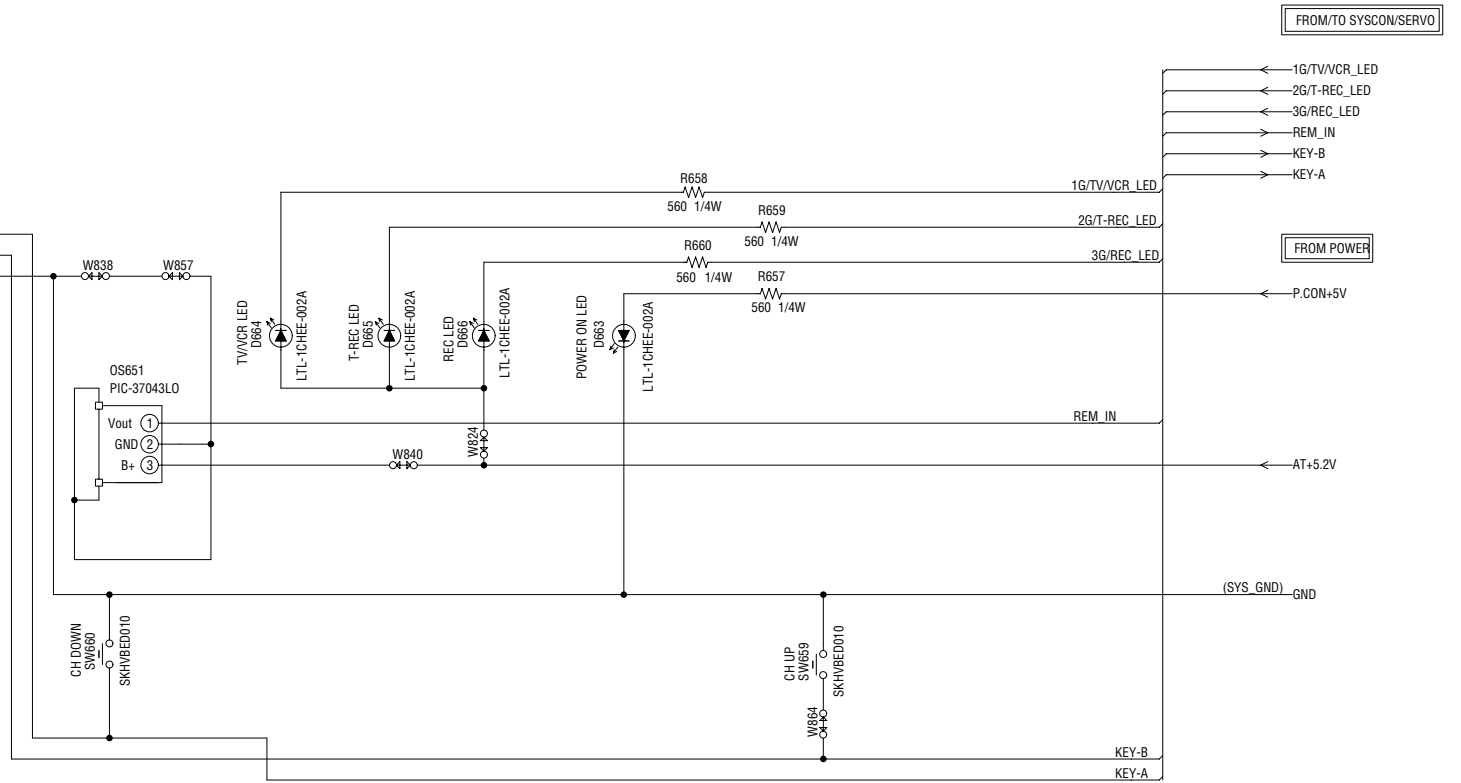 FROM/TO SYSCON/SERVO
1G/TV/VCR_LED
2G/T-REC_LED
3G/REC_LED
REM_IN
KEY-B
KEY-A
R658
560 1/4W
1G/TV/VCR_LED
R659
560 1/4W
2G/T-REC_LED
R660
560 1/4W
3G/REC_LED
FROM POWER
W838
W857
R657
560 1/4W
P.CON+5V
TV/VCR LED
D664
LTL-1CHEE-002A
T-REC LED
D665
LTL-1CHEE-002A
REC LED
D666
LTL-1CHEE-002A
POWER ON LED
D663
LTL-1CHEE-002A
OS651
PIC-37043LO
Vout 1
GND 2
B+ 3
REM_IN
W824
W840
AT+5.2V
(SYS_GND)
GND
CH DOWN
SW660
SKHVBED010
CH UP
SW659
SKHVBED010
W864
KEY-B
KEY-A